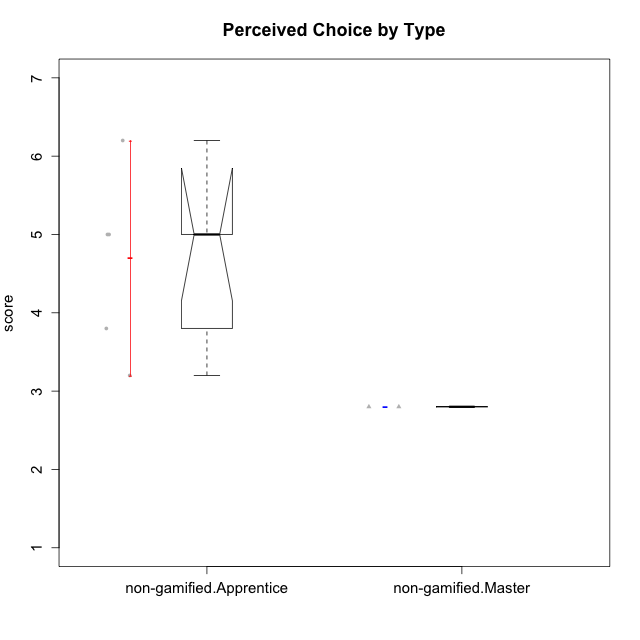 Perceived Choice by Type
7
6
5
4
3
2
1
score
non-gamified.Apprentice
non-gamified.Master